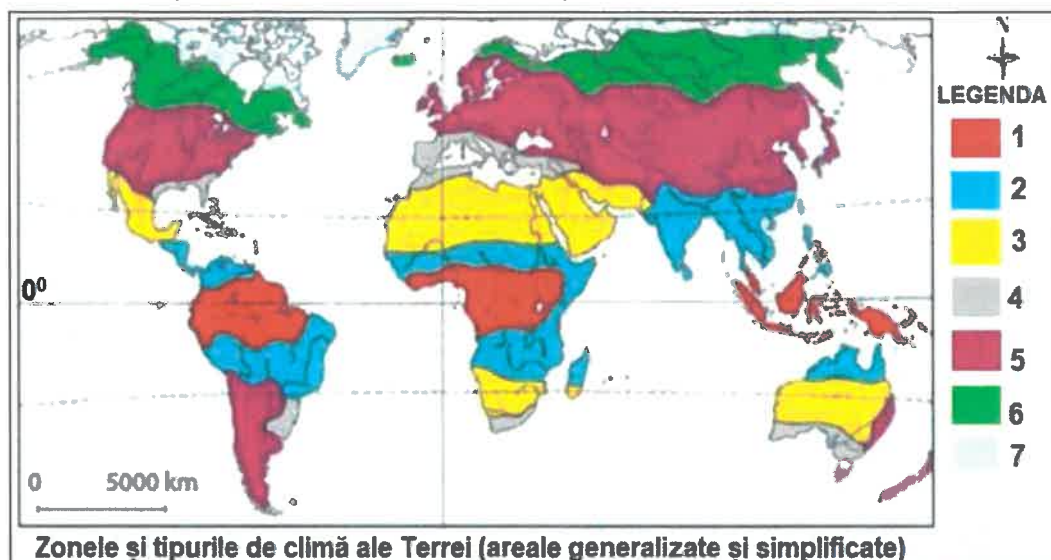 N
LEGENDA
1
2
3
4
5
6
7
0⁰
0 5000 km
Zonele și tipurile de climă ale Terrei (areale generalizate și simplificate)